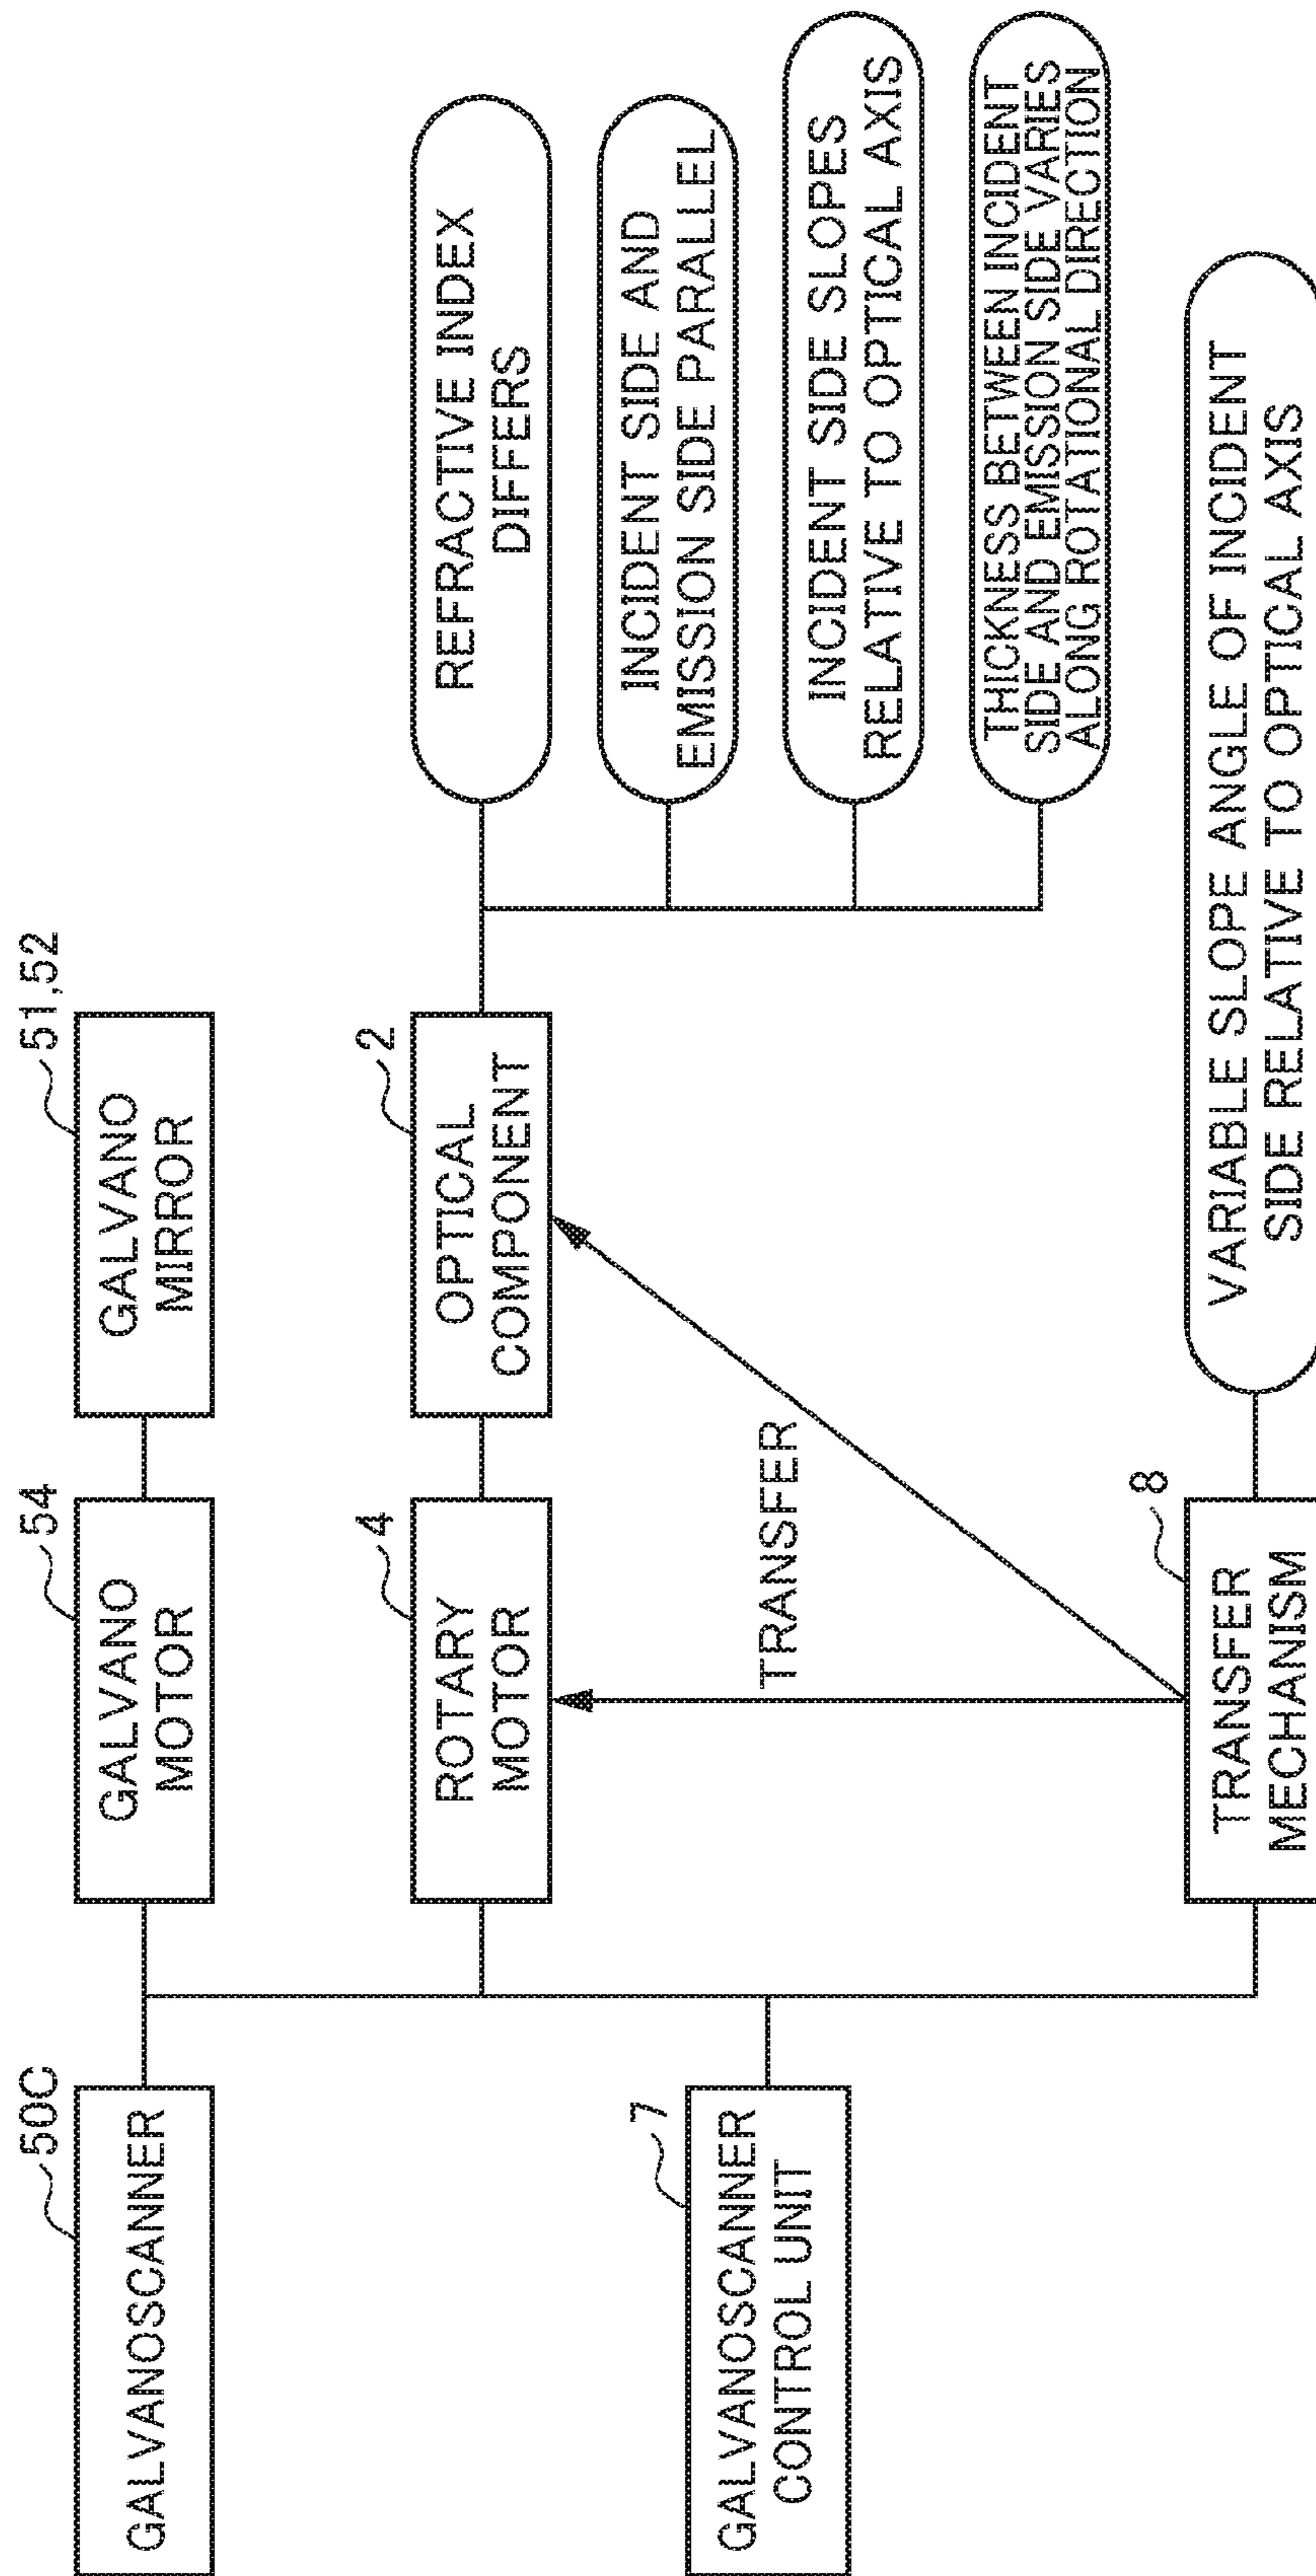 50C
GALVANOSCANNER
54
GALVANO
MOTOR
51,52
GALVANO
MIRROR
4
ROTARY
MOTOR
2
OPTICAL
COMPONENT
REFRACTIVE INDEX
DIFFERS
INCIDENT SIDE AND
EMISSION SIDE PARALLEL
INCIDENT SIDE SLOPES
RELATIVE TO OPTICAL AXIS
THICKNESS BETWEEN INCIDENT
SIDE AND EMISSION SIDE VARIES
ALONG ROTATIONAL DIRECTION
7
GALVANOSCANNER
CONTROL UNIT
TRANSFER
8
TRANSFER
MECHANISM
VARIABLE SLOPE ANGLE OF INCIDENT
SIDE RELATIVE TO OPTICAL AXIS